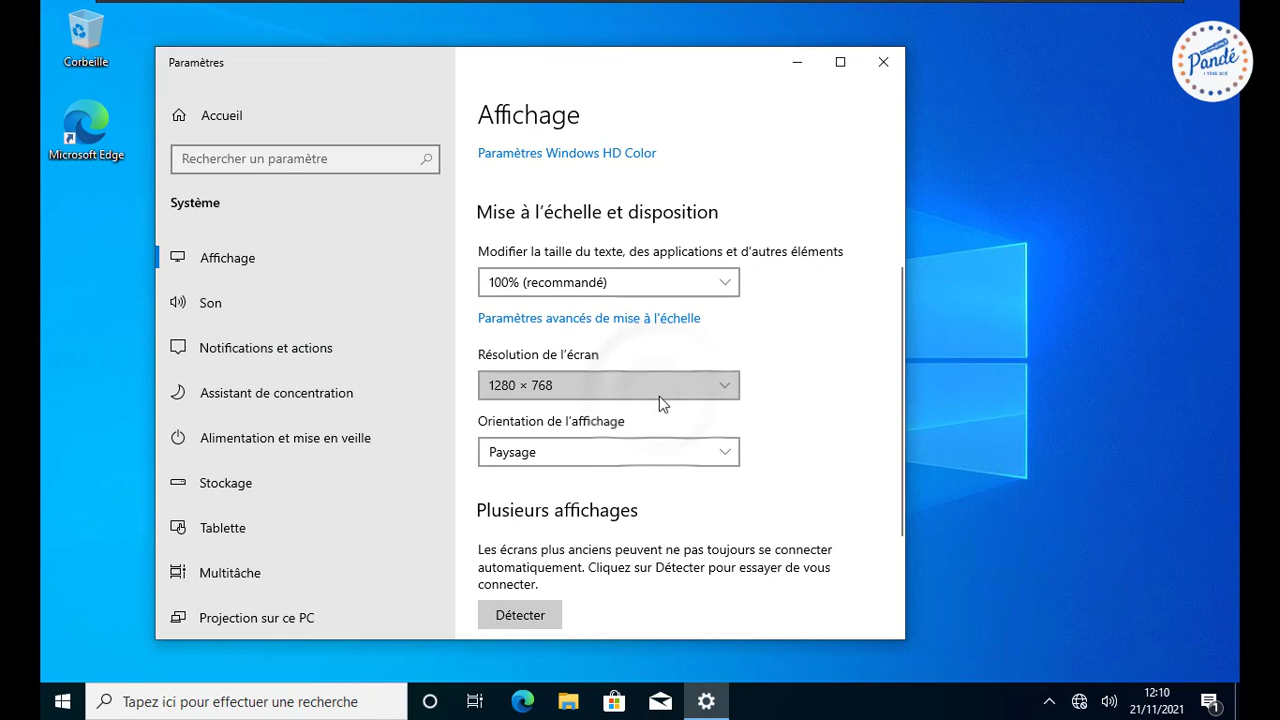 Corbeille
Microsoft Edge
Pandé
Paramètres
Accueil
Rechercher un paramètre
Système
Affichage
Son
Notifications et actions
Assistant de concentration
Alimentation et mise en veille
Stockage
Tablette
Multitâche
Projection sur ce PC
Affichage
Paramètres Windows HD Color
Mise à l’échelle et disposition
Modifier la taille du texte, des applications et d’autres éléments
100% (recommandé)
Paramètres avancés de mise à l'échelle
Résolution de l’écran
1280 × 768
Orientation de l’affichage
Paysage
Plusieurs affichages
Les écrans plus anciens peuvent ne pas toujours se connecter
automatiquement. Cliquez sur Détecter pour essayer de vous
connecter.
Détecter
Tapez ici pour effectuer une recherche
12:10
21/11/2021
1